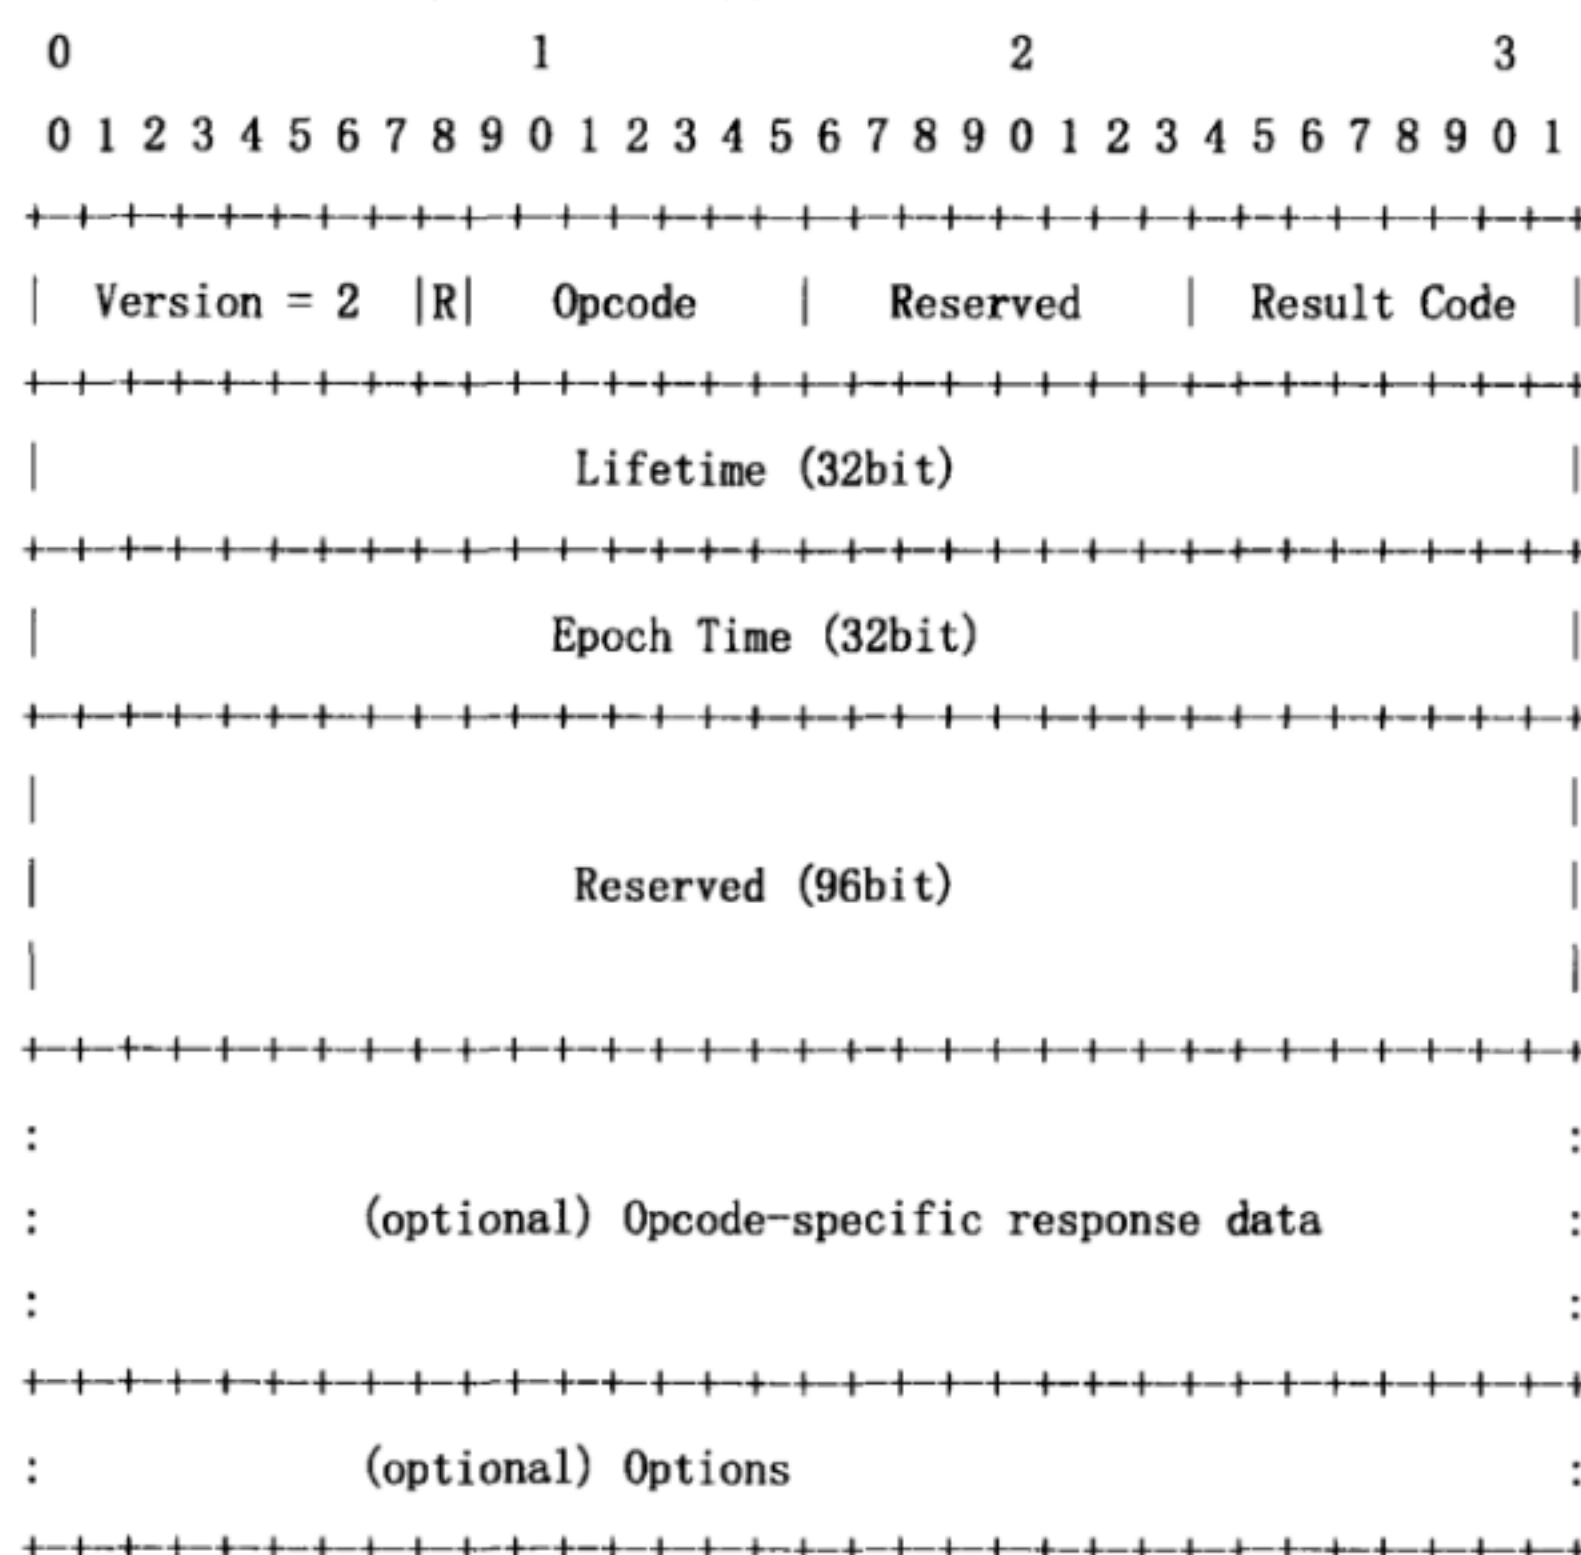 0                   1                   2                   3
0 1 2 3 4 5 6 7 8 9 0 1 2 3 4 5 6 7 8 9 0 1 2 3 4 5 6 7 8 9 0 1
+-+-+-+-+-+-+-+-+-+-+-+-+-+-+-+-+-+-+-+-+-+-+-+-+-+-+-+-+-+-+-+-+
|  Version = 2  |R|   Opcode    |   Reserved    |  Result Code  |
+-+-+-+-+-+-+-+-+-+-+-+-+-+-+-+-+-+-+-+-+-+-+-+-+-+-+-+-+-+-+-+-+
|                      Lifetime (32bit)                         |
+-+-+-+-+-+-+-+-+-+-+-+-+-+-+-+-+-+-+-+-+-+-+-+-+-+-+-+-+-+-+-+-+
|                     Epoch Time (32bit)                        |
+-+-+-+-+-+-+-+-+-+-+-+-+-+-+-+-+-+-+-+-+-+-+-+-+-+-+-+-+-+-+-+-+
|                                                               |
|                      Reserved (96bit)                         |
|                                                               |
+-+-+-+-+-+-+-+-+-+-+-+-+-+-+-+-+-+-+-+-+-+-+-+-+-+-+-+-+-+-+-+-+
:                                                               :
:             (optional) Opcode-specific response data          :
:                                                               :
+-+-+-+-+-+-+-+-+-+-+-+-+-+-+-+-+-+-+-+-+-+-+-+-+-+-+-+-+-+-+-+-+
:             (optional) Options                                :
+-+-+-+-+-+-+-+-+-+-+-+-+-+-+-+-+-+-+-+-+-+-+-+-+-+-+-+-+-+-+-+-+